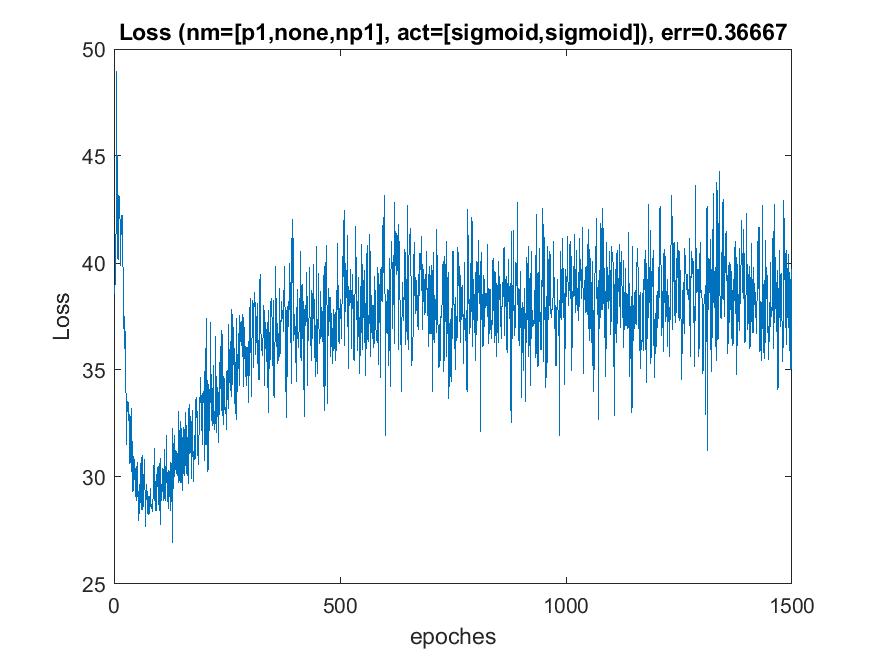 Loss (nm=[p1,none,np1], act=[sigmoid,sigmoid]), err=0.36667
50
45
40
35
30
25
Loss
0 500 1000 1500
epoches